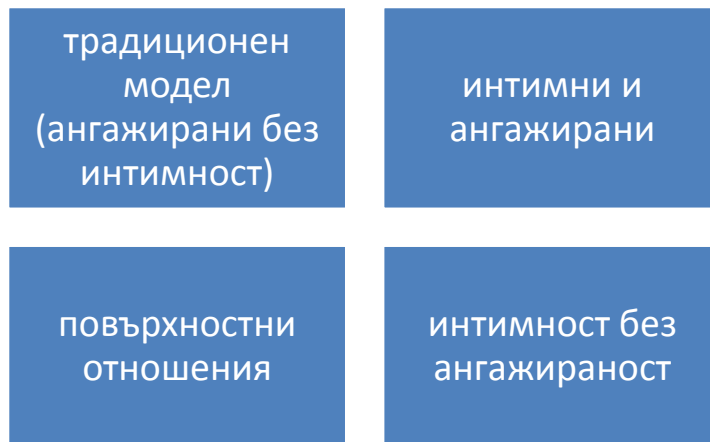 традиционен
модел
(ангажирани без
интимност)
интимни и
ангажирани
повърхностни
отношения
интимност без
ангажираност